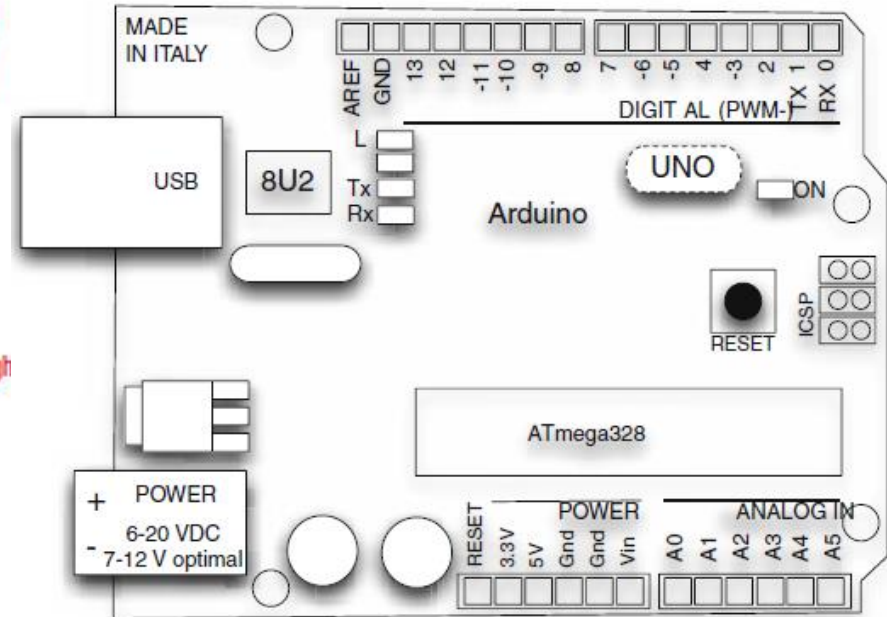 MADE
IN ITALY
AREF
GND
13
12
-11
-10
-9
8
7
-6
-5
4
-3
2
TX 1
RX 0
DIGIT AL (PWM-)
L
Tx
Rx
USB
8U2
UNO
ON
Arduino
RESET
ICSP
ATmega328
+ POWER
6-20 VDC
- 7-12 V optimal
POWER
ANALOG IN
RESET
3.3V
5V
Gnd
Gnd
Vin
A0
A1
A2
A3
A4
A5